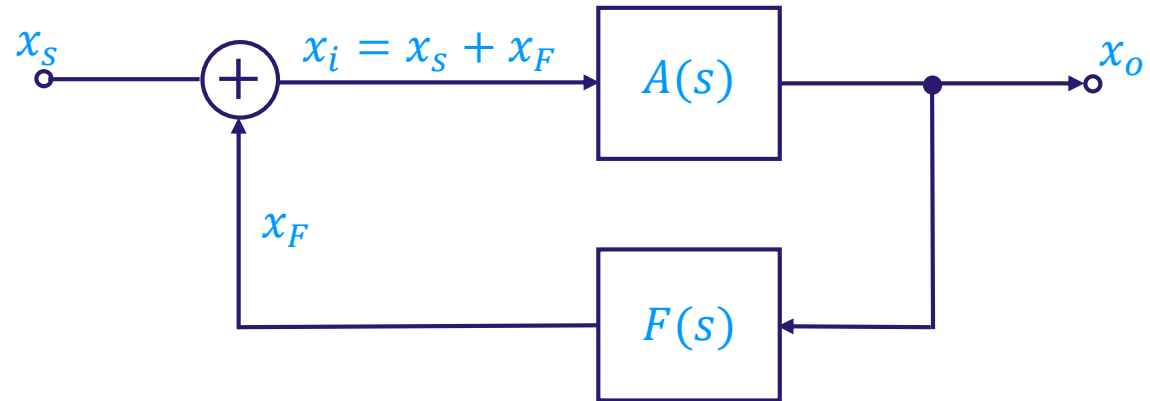 x_s
+
x_i = x_s + x_F
A(s)
x_o
x_F
F(s)